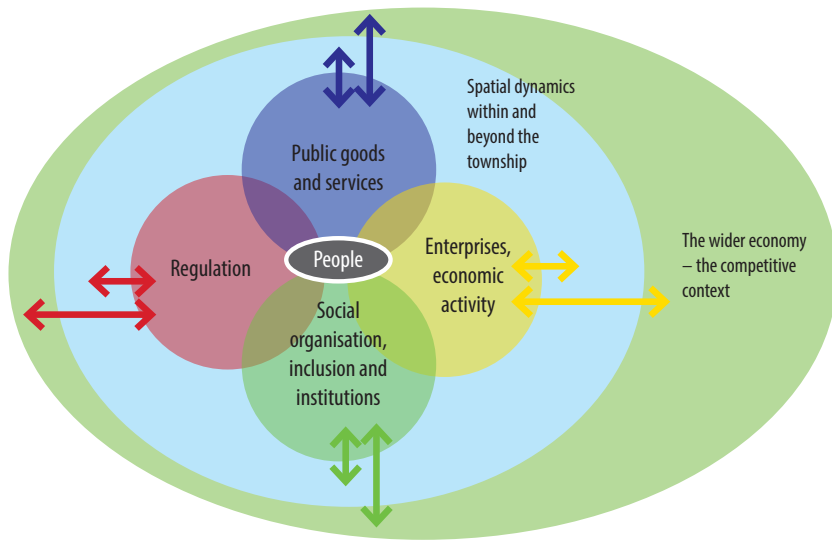 Spatial dynamics
within and
beyond the
township
Public goods
and services
Regulation
People
Enterprises,
economic
activity
The wider economy
– the competitive
context
Social
organisation,
inclusion and
institutions